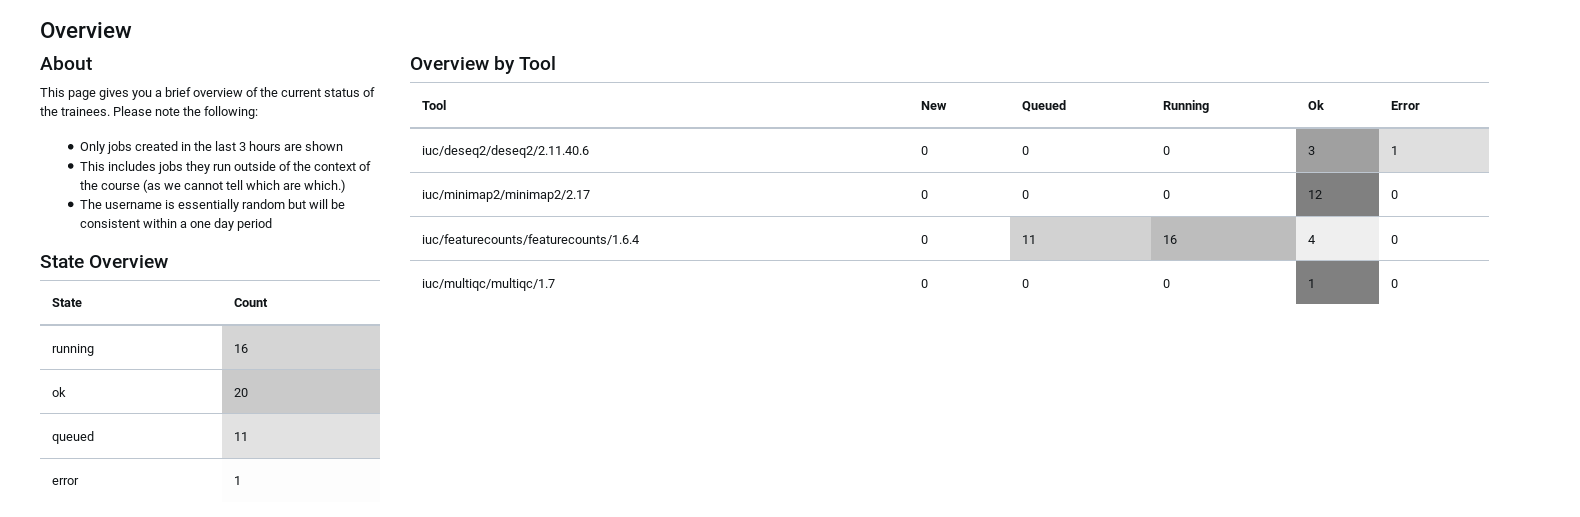 Overview
About
This page gives you a brief overview of the current status of
the trainees. Please note the following:
Only jobs created in the last 3 hours are shown
This includes jobs they run outside of the context of
the course (as we cannot tell which are which.)
The username is essentially random but will be
consistent within a one day period
State Overview
State Count
running 16
ok 20
queued 11
error 1
Overview by Tool
Tool New Queued Running Ok Error
iuc/deseq2/deseq2/2.11.40.6 0 0 0 3 1
iuc/minimap2/minimap2/2.17 0 0 0 12 0
iuc/featurecounts/featurecounts/1.6.4 0 11 16 4 0
iuc/multiqc/multiqc/1.7 0 0 0 1 0